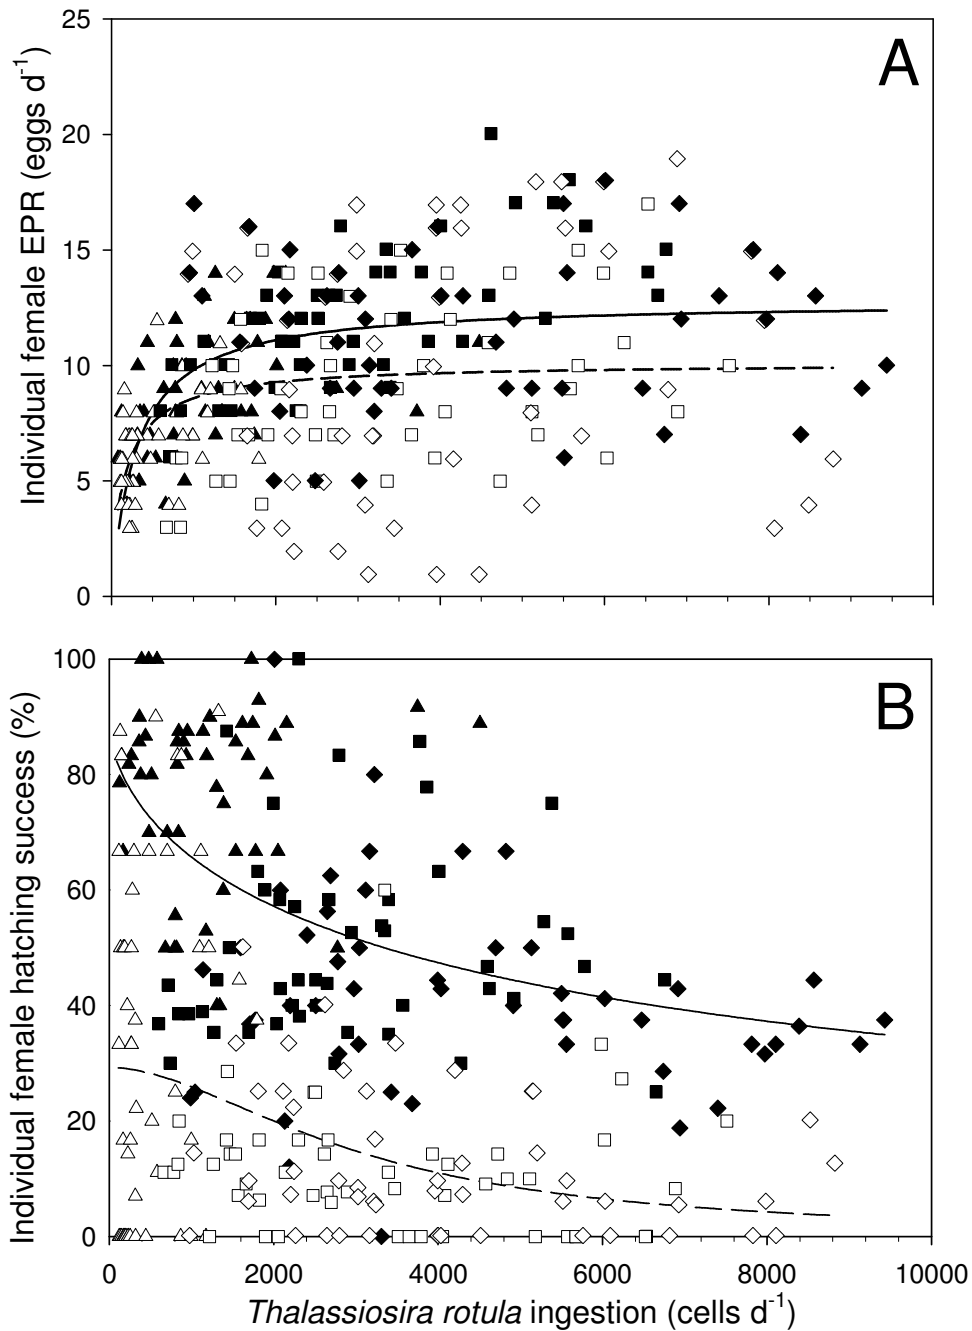 A
Individual female EPR (eggs d⁻¹)
25
20
15
10
5
0
B
Individual female hatching success (%)
100
80
60
40
20
0
0 2000 4000 6000 8000 10000
Thalassiosira rotula ingestion (cells d⁻¹)